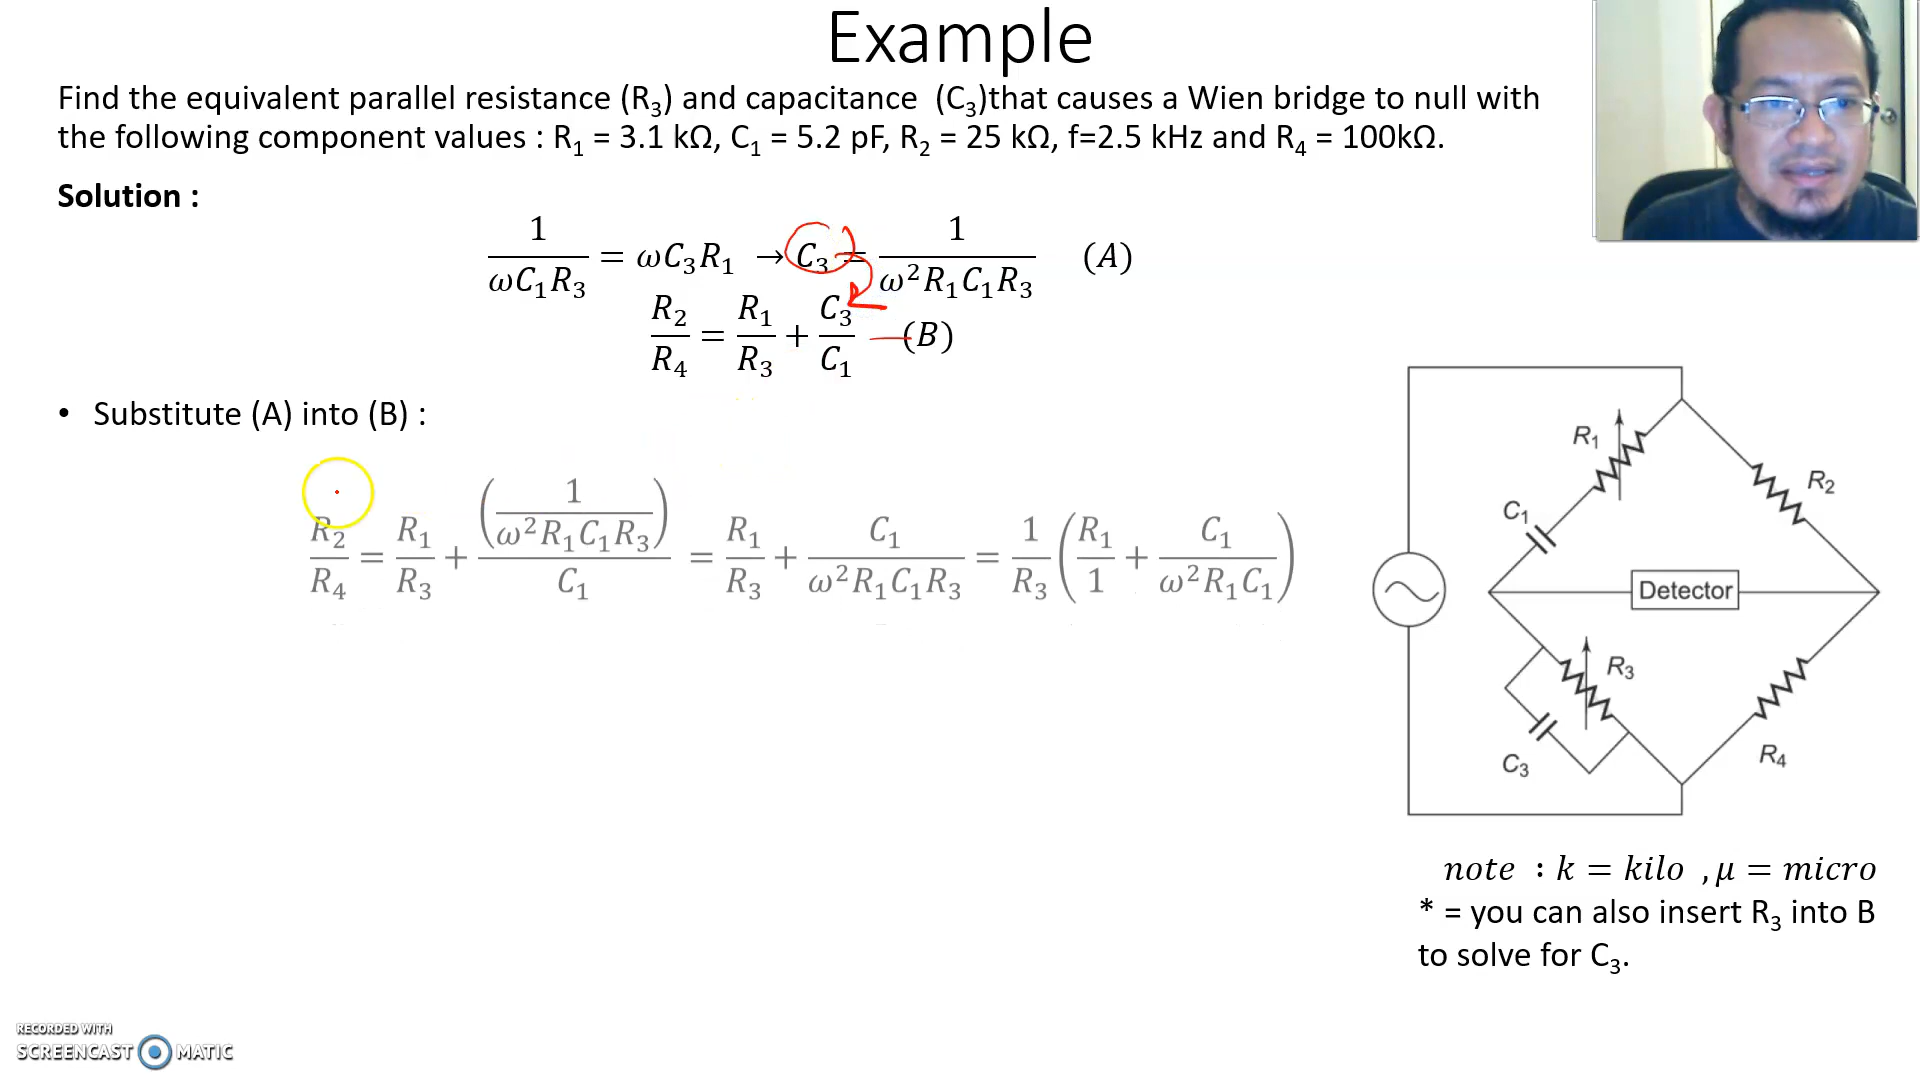 Example
Find the equivalent parallel resistance (R₃) and capacitance (C₃)that causes a Wien bridge to null with
the following component values : R₁ = 3.1 kΩ, C₁ = 5.2 pF, R₂ = 25 kΩ, f=2.5 kHz and R₄ = 100kΩ.
Solution :
1/(ωC₁R₃) = ωC₃R₁ → C₃ = 1/(ω²R₁C₁R₃) (A)
R₂/R₄ = R₁/R₃ + C₃/C₁ (B)
• Substitute (A) into (B) :
R₂/R₄ = R₁/R₃ + (1/(ω²R₁C₁R₃))/C₁ = R₁/R₃ + C₁/(ω²R₁C₁R₃) = 1/R₃ (R₁/1 + C₁/(ω²R₁C₁))
R₁
R₂
C₁
Detector
R₃
C₃
R₄
note : k = kilo , μ = micro
* = you can also insert R₃ into B
to solve for C₃.
RECORDED WITH
SCREENCAST MATIC